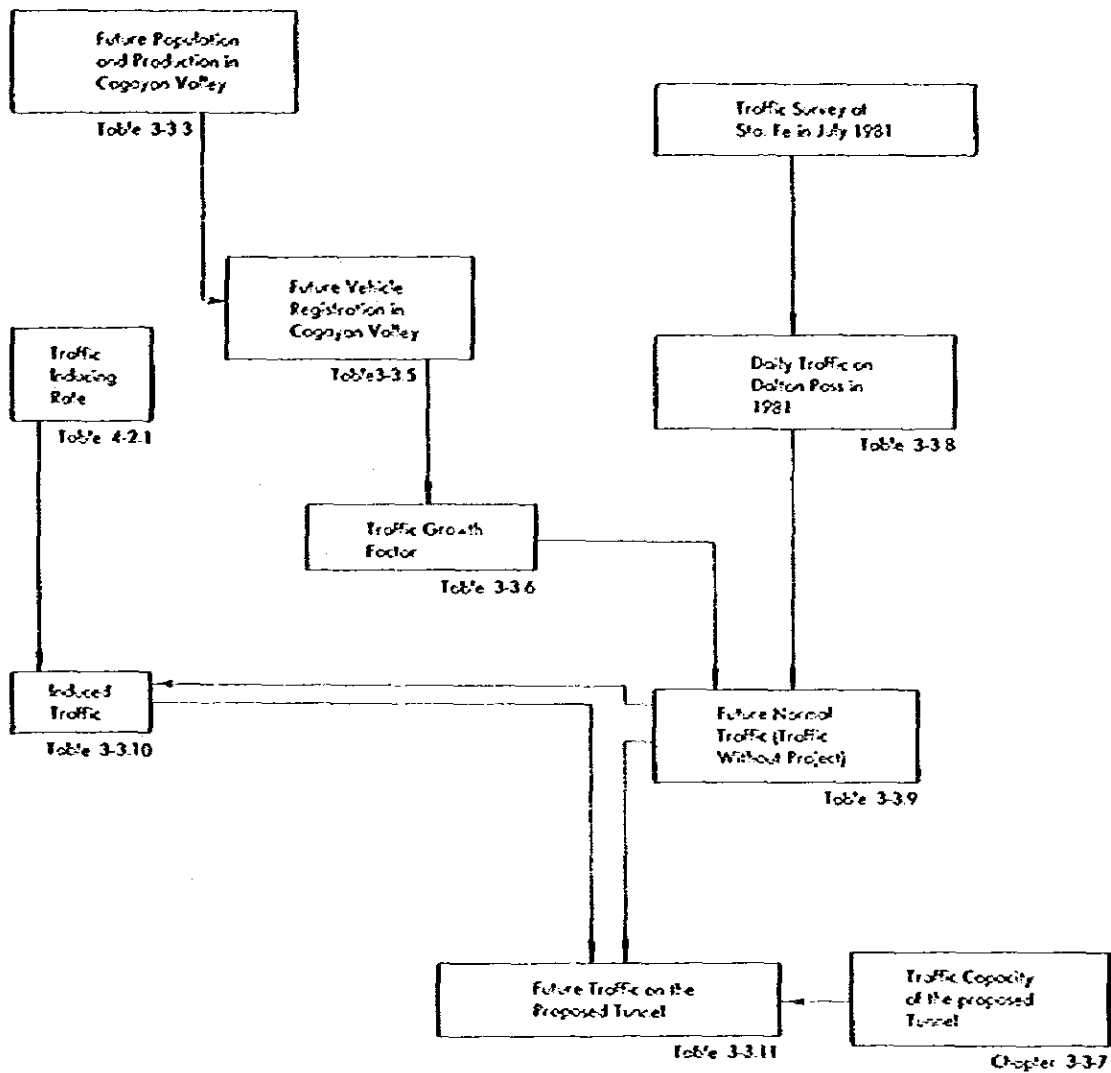 Future Population
and Production in
Cagayan Valley
Table 3-3.3
Traffic Survey at
Sta. Fe in July 1981
Future Vehicle
Registration in
Cagayan Valley
Table 3-3.5
Traffic
Inducing
Rate
Table 4-2.1
Daily Traffic on
Dalton Pass in
1981
Table 3-3.8
Traffic Growth
Factor
Table 3-3.6
Induced
Traffic
Table 3-3.10
Future Normal
Traffic (Traffic
Without Project)
Table 3-3.9
Future Traffic on the
Proposed Tunnel
Table 3-3.11
Traffic Capacity
of the proposed
Tunnel
Chapter 3-3-7